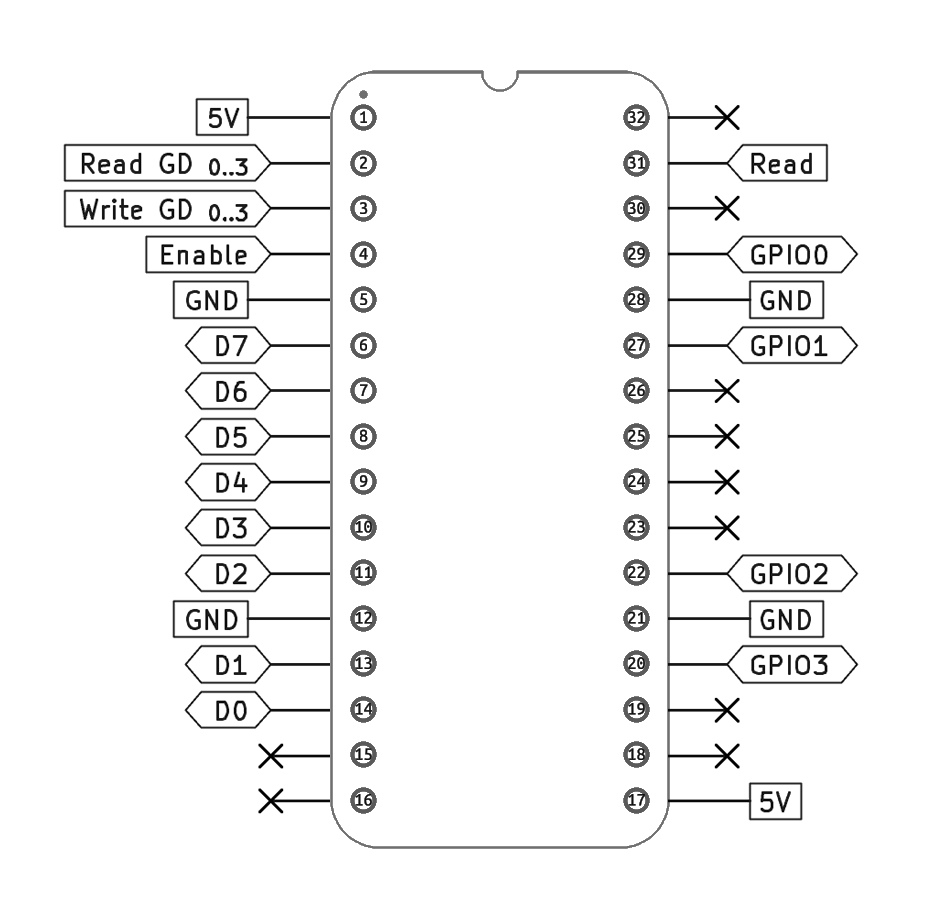 5V 1 32
Read GD 0..3 2 31 Read
Write GD 0..3 3 30
Enable 4 29 GPIO0
GND 5 28 GND
D7 6 27 GPIO1
D6 7 26
D5 8 25
D4 9 24
D3 10 23
D2 11 22 GPIO2
GND 12 21 GND
D1 13 20 GPIO3
D0 14 19
15 18
16 17 5V